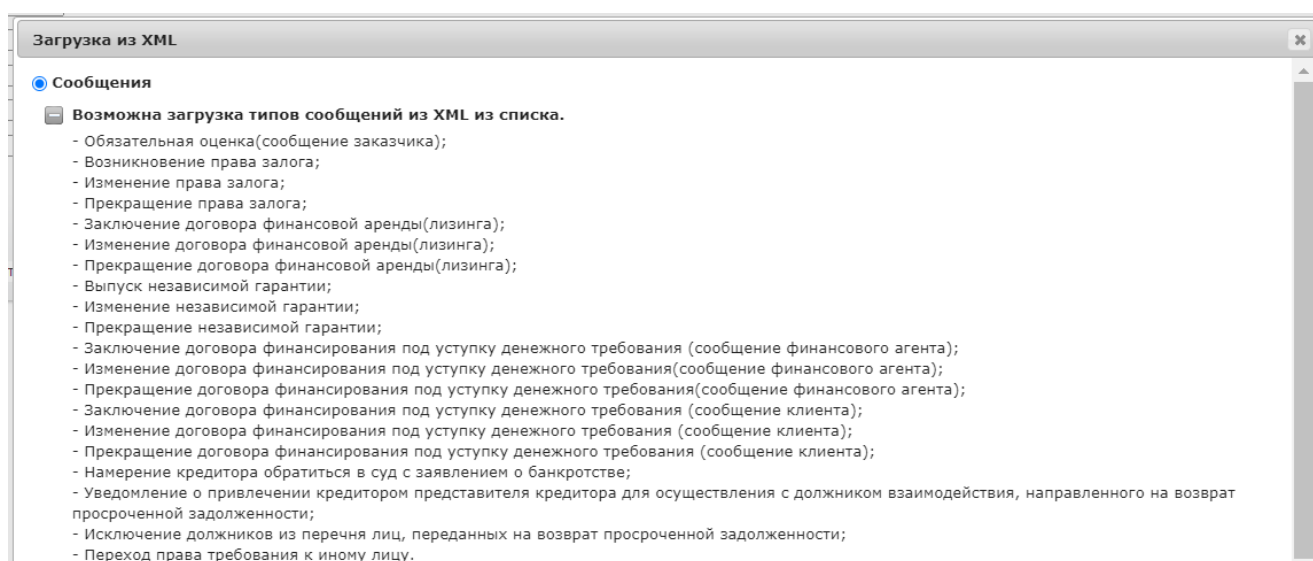 Загрузка из XML
Сообщения
Возможна загрузка типов сообщений из XML из списка.
- Обязательная оценка(сообщение заказчика);
- Возникновение права залога;
- Изменение права залога;
- Прекращение права залога;
- Заключение договора финансовой аренды(лизинга);
- Изменение договора финансовой аренды(лизинга);
- Прекращение договора финансовой аренды(лизинга);
- Выпуск независимой гарантии;
- Изменение независимой гарантии;
- Прекращение независимой гарантии;
- Заключение договора финансирования под уступку денежного требования (сообщение финансового агента);
- Изменение договора финансирования под уступку денежного требования(сообщение финансового агента);
- Прекращение договора финансирования под уступку денежного требования(сообщение финансового агента);
- Заключение договора финансирования под уступку денежного требования (сообщение клиента);
- Изменение договора финансирования под уступку денежного требования (сообщение клиента);
- Прекращение договора финансирования под уступку денежного требования (сообщение клиента);
- Намерение кредитора обратиться в суд с заявлением о банкротстве;
- Уведомление о привлечении кредитором представителя кредитора для осуществления с должником взаимодействия, направленного на возврат
просроченной задолженности;
- Исключение должников из перечня лиц, переданных на возврат просроченной задолженности;
- Переход права требования к иному лицу.